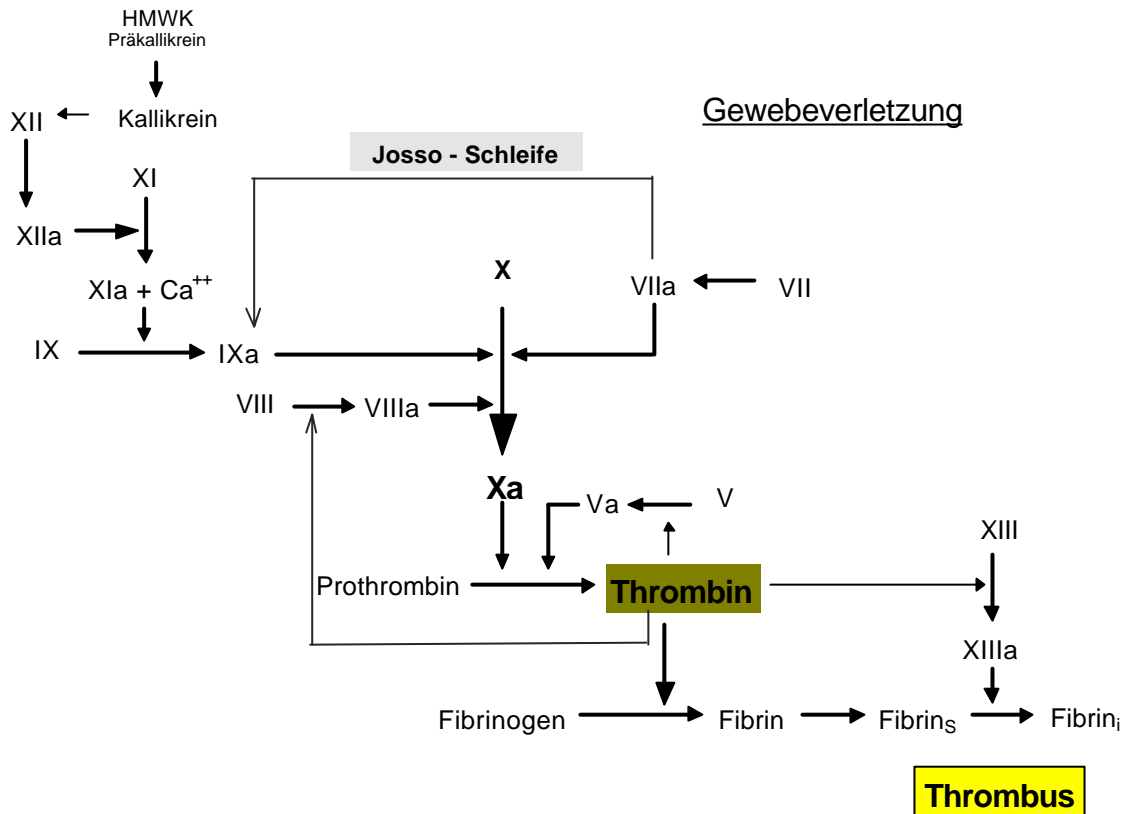 HMWK
Präkallikrein
Gewebeverletzung
XII Kallikrein
Josso - Schleife
XI
XIIa
X
XIa + Ca++ VIIa VII
IX IXa
VIII VIIIa
Xa Va V
XIII
Prothrombin Thrombin
XIIIa
Fibrinogen Fibrin FibrinS Fibrini
Thrombus